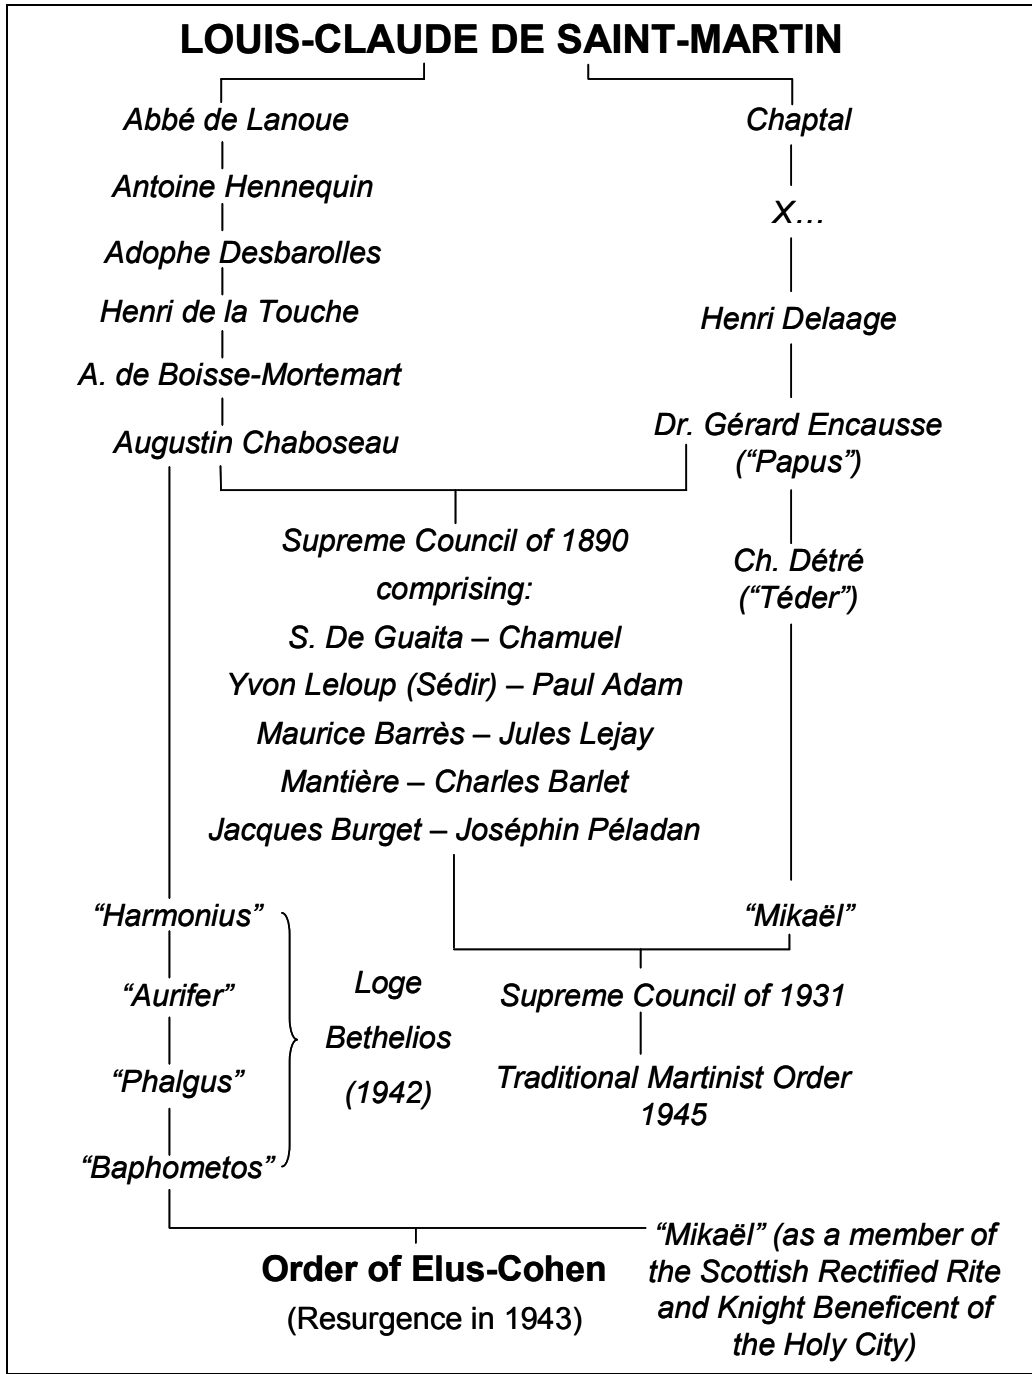 LOUIS-CLAUDE DE SAINT-MARTIN
Abbé de Lanoue
Chaptal
Antoine Hennequin
X…
Adophe Desbarolles
Henri de la Touche
Henri Delaage
A. de Boisse-Mortemart
Augustin Chaboseau
Dr. Gérard Encausse
(“Papus”)
Supreme Council of 1890
comprising:
S. De Guaita – Chamuel
Yvon Leloup (Sédir) – Paul Adam
Maurice Barrès – Jules Lejay
Mantière – Charles Barlet
Jacques Burget – Joséphin Péladan
Ch. Détré
(“Téder”)
“Harmonius”
“Mikaël”
“Aurifer”
“Phalgus”
“Baphometos”
Loge
Bethelios
(1942)
Supreme Council of 1931
Traditional Martinist Order
1945
Order of Elus-Cohen
(Resurgence in 1943)
“Mikaël” (as a member of
the Scottish Rectified Rite
and Knight Beneficent of
the Holy City)